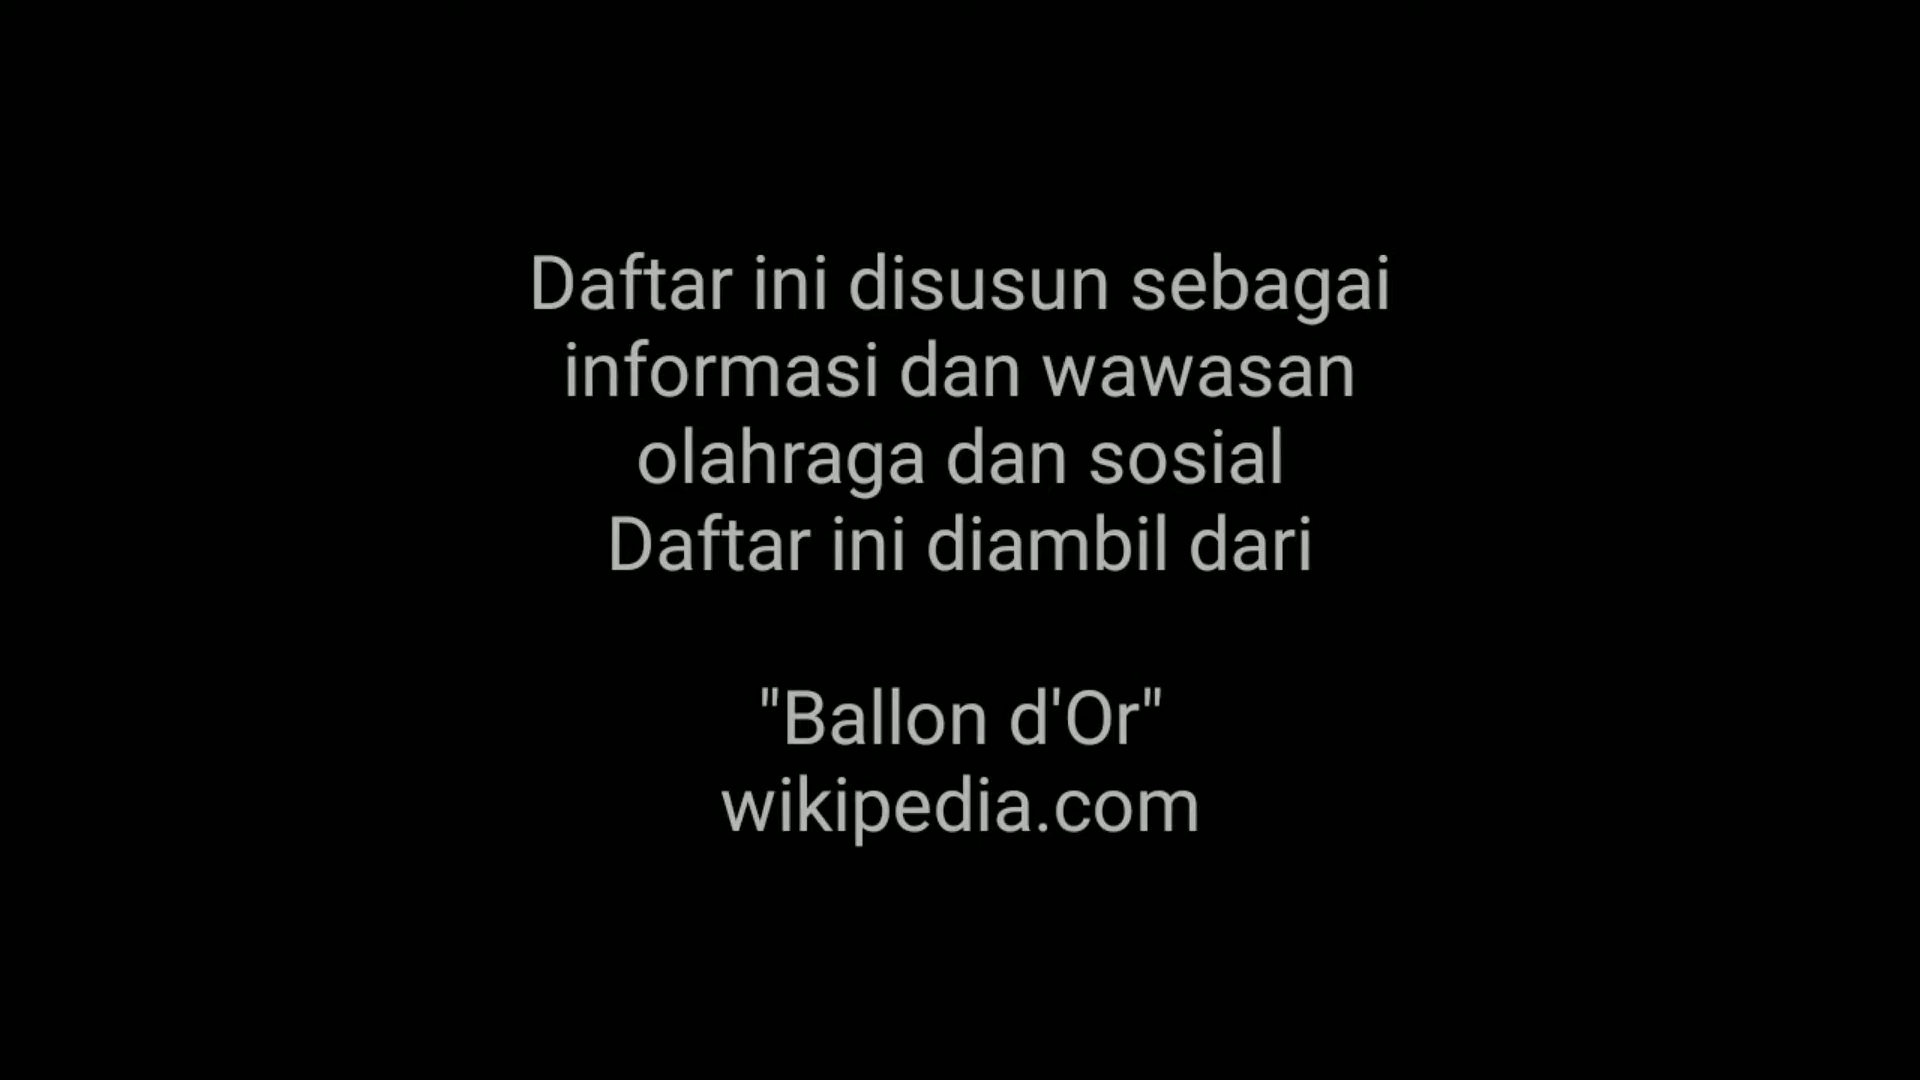 Daftar ini disusun sebagai
informasi dan wawasan
olahraga dan sosial
Daftar ini diambil dari
"Ballon d'Or"
wikipedia.com